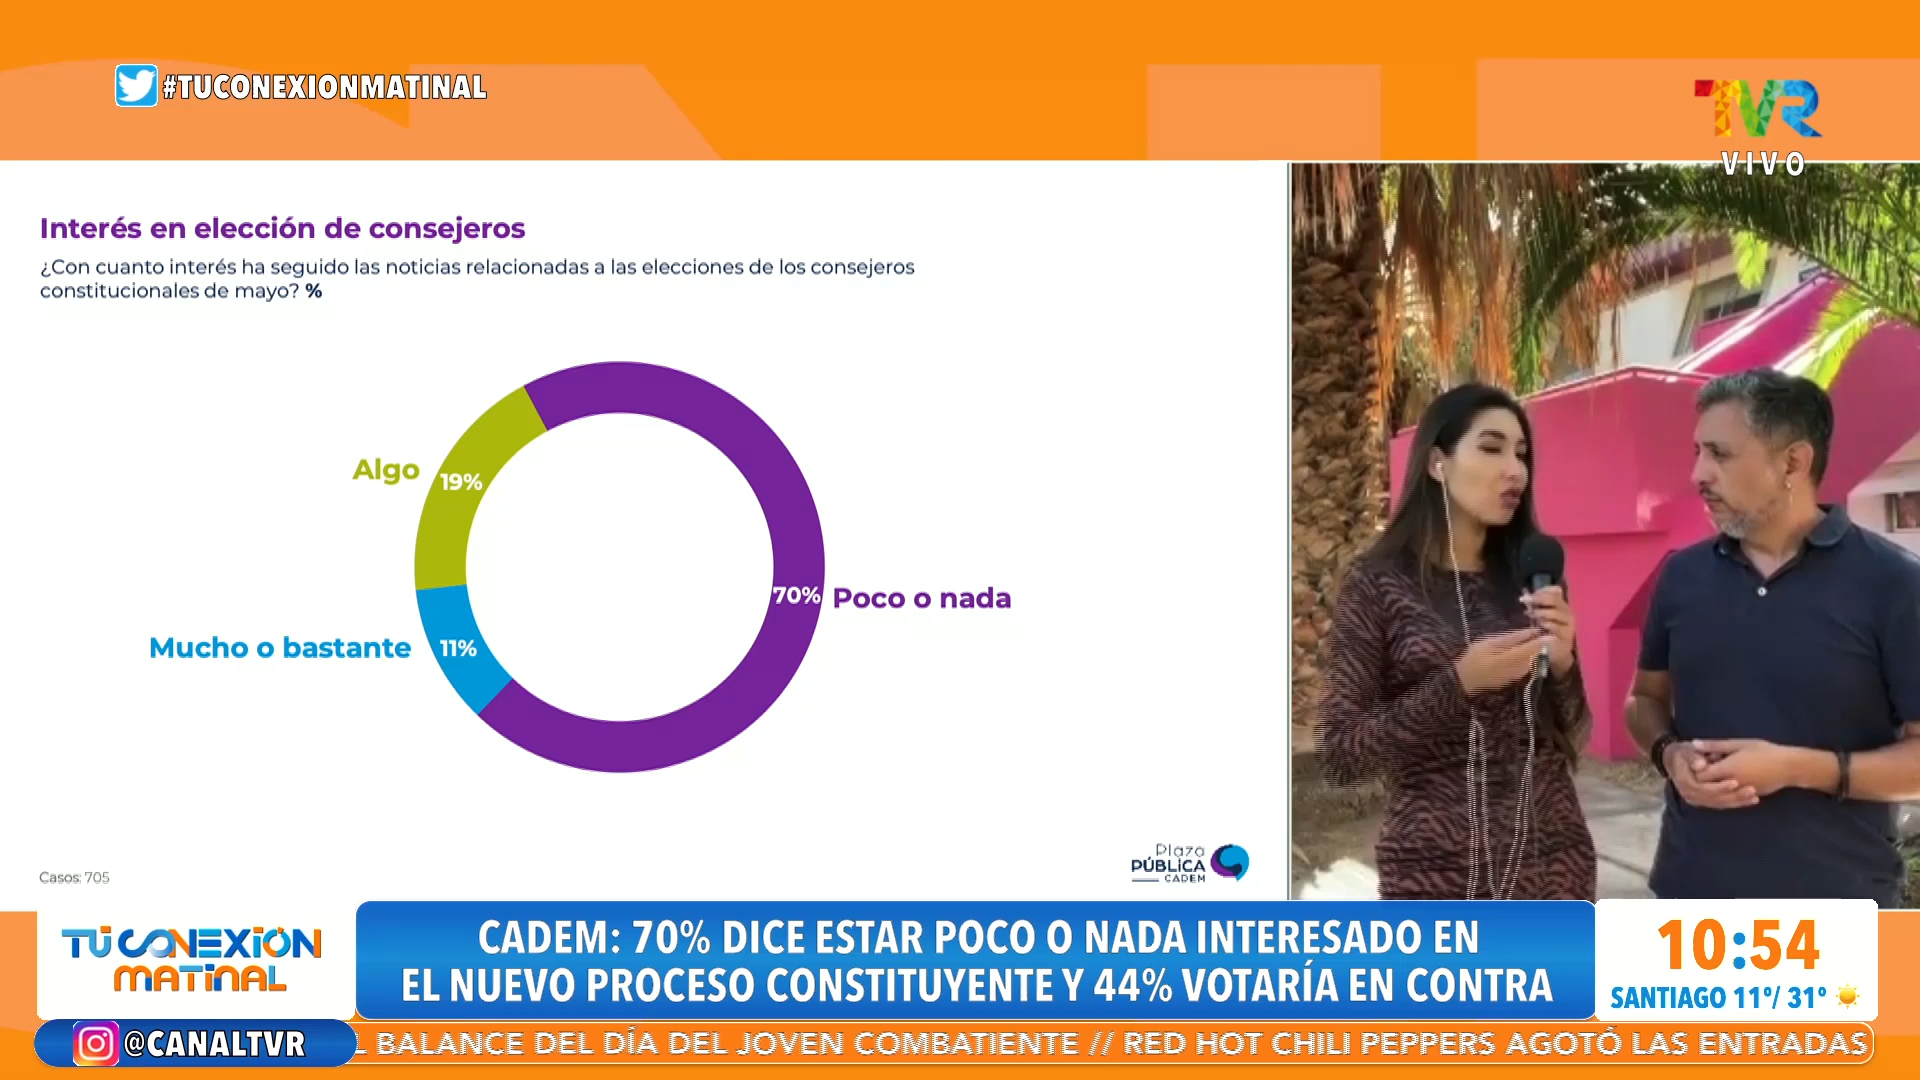 #TUCONEXIONMATINAL
TVR
VIVO
Interés en elección de consejeros
¿Con cuanto interés ha seguido las noticias relacionadas a las elecciones de los consejeros
constitucionales de mayo? %
Algo
19%
70% Poco o nada
Mucho o bastante
11%
Casos: 705
Plaza
PÚBLICA
CADEM
TÚ CONEXIÓN
MATINAL
CADEM: 70% DICE ESTAR POCO O NADA INTERESADO EN
EL NUEVO PROCESO CONSTITUYENTE Y 44% VOTARÍA EN CONTRA
10:54
SANTIAGO 11°/ 31°
@CANALTVR
L BALANCE DEL DÍA DEL JOVEN COMBATIENTE // RED HOT CHILI PEPPERS AGOTÓ LAS ENTRADAS